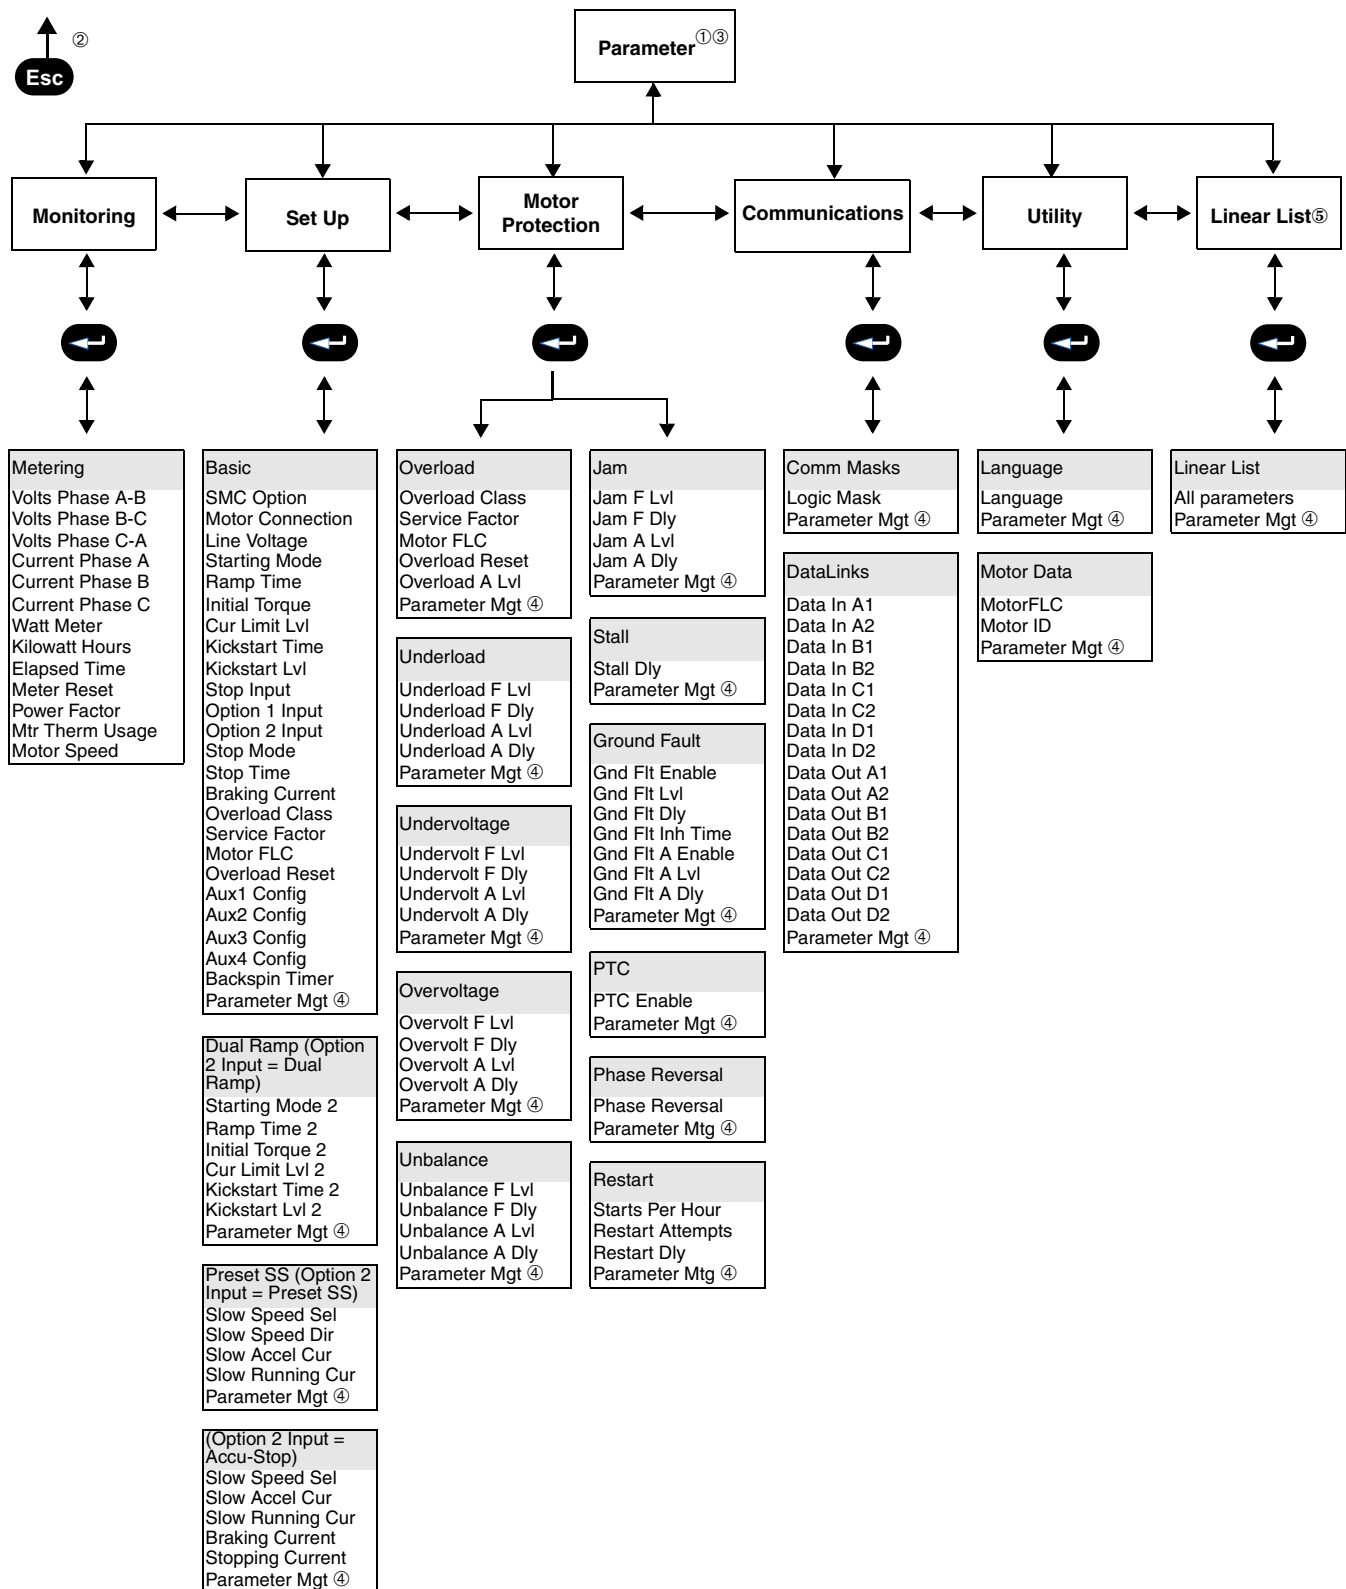 ②
Esc
Parameter①③
Monitoring
Set Up
Motor
Protection
Communications
Utility
Linear List⑤
Metering
Volts Phase A-B
Volts Phase B-C
Volts Phase C-A
Current Phase A
Current Phase B
Current Phase C
Watt Meter
Kilowatt Hours
Elapsed Time
Meter Reset
Power Factor
Mtr Therm Usage
Motor Speed
Basic
SMC Option
Motor Connection
Line Voltage
Starting Mode
Ramp Time
Initial Torque
Cur Limit Lvl
Kickstart Time
Kickstart Lvl
Stop Input
Option 1 Input
Option 2 Input
Stop Mode
Stop Time
Braking Current
Overload Class
Service Factor
Motor FLC
Overload Reset
Aux1 Config
Aux2 Config
Aux3 Config
Aux4 Config
Backspin Timer
Parameter Mgt ④
Dual Ramp (Option
2 Input = Dual
Ramp)
Starting Mode 2
Ramp Time 2
Initial Torque 2
Cur Limit Lvl 2
Kickstart Time 2
Kickstart Lvl 2
Parameter Mgt ④
Preset SS (Option 2
Input = Preset SS)
Slow Speed Sel
Slow Speed Dir
Slow Accel Cur
Slow Running Cur
Parameter Mgt ④
(Option 2 Input =
Accu-Stop)
Slow Speed Sel
Slow Accel Cur
Slow Running Cur
Braking Current
Stopping Current
Parameter Mgt ④
Overload
Overload Class
Service Factor
Motor FLC
Overload Reset
Overload A Lvl
Parameter Mgt ④
Underload
Underload F Lvl
Underload F Dly
Underload A Lvl
Underload A Dly
Parameter Mgt ④
Undervoltage
Undervolt F Lvl
Undervolt F Dly
Undervolt A Lvl
Undervolt A Dly
Parameter Mgt ④
Overvoltage
Overvolt F Lvl
Overvolt F Dly
Overvolt A Lvl
Overvolt A Dly
Parameter Mgt ④
Unbalance
Unbalance F Lvl
Unbalance F Dly
Unbalance A Lvl
Unbalance A Dly
Parameter Mgt ④
Jam
Jam F Lvl
Jam F Dly
Jam A Lvl
Jam A Dly
Parameter Mgt ④
Stall
Stall Dly
Parameter Mgt ④
Ground Fault
Gnd Flt Enable
Gnd Flt Lvl
Gnd Flt Dly
Gnd Flt Inh Time
Gnd Flt A Enable
Gnd Flt A Lvl
Gnd Flt A Dly
Parameter Mgt ④
PTC
PTC Enable
Parameter Mgt ④
Phase Reversal
Phase Reversal
Parameter Mtg ④
Restart
Starts Per Hour
Restart Attempts
Restart Dly
Parameter Mtg ④
Comm Masks
Logic Mask
Parameter Mgt ④
DataLinks
Data In A1
Data In A2
Data In B1
Data In B2
Data In C1
Data In C2
Data In D1
Data In D2
Data Out A1
Data Out A2
Data Out B1
Data Out B2
Data Out C1
Data Out C2
Data Out D1
Data Out D2
Parameter Mgt ④
Language
Language
Parameter Mgt ④
Motor Data
MotorFLC
Motor ID
Parameter Mgt ④
Linear List
All parameters
Parameter Mgt ④